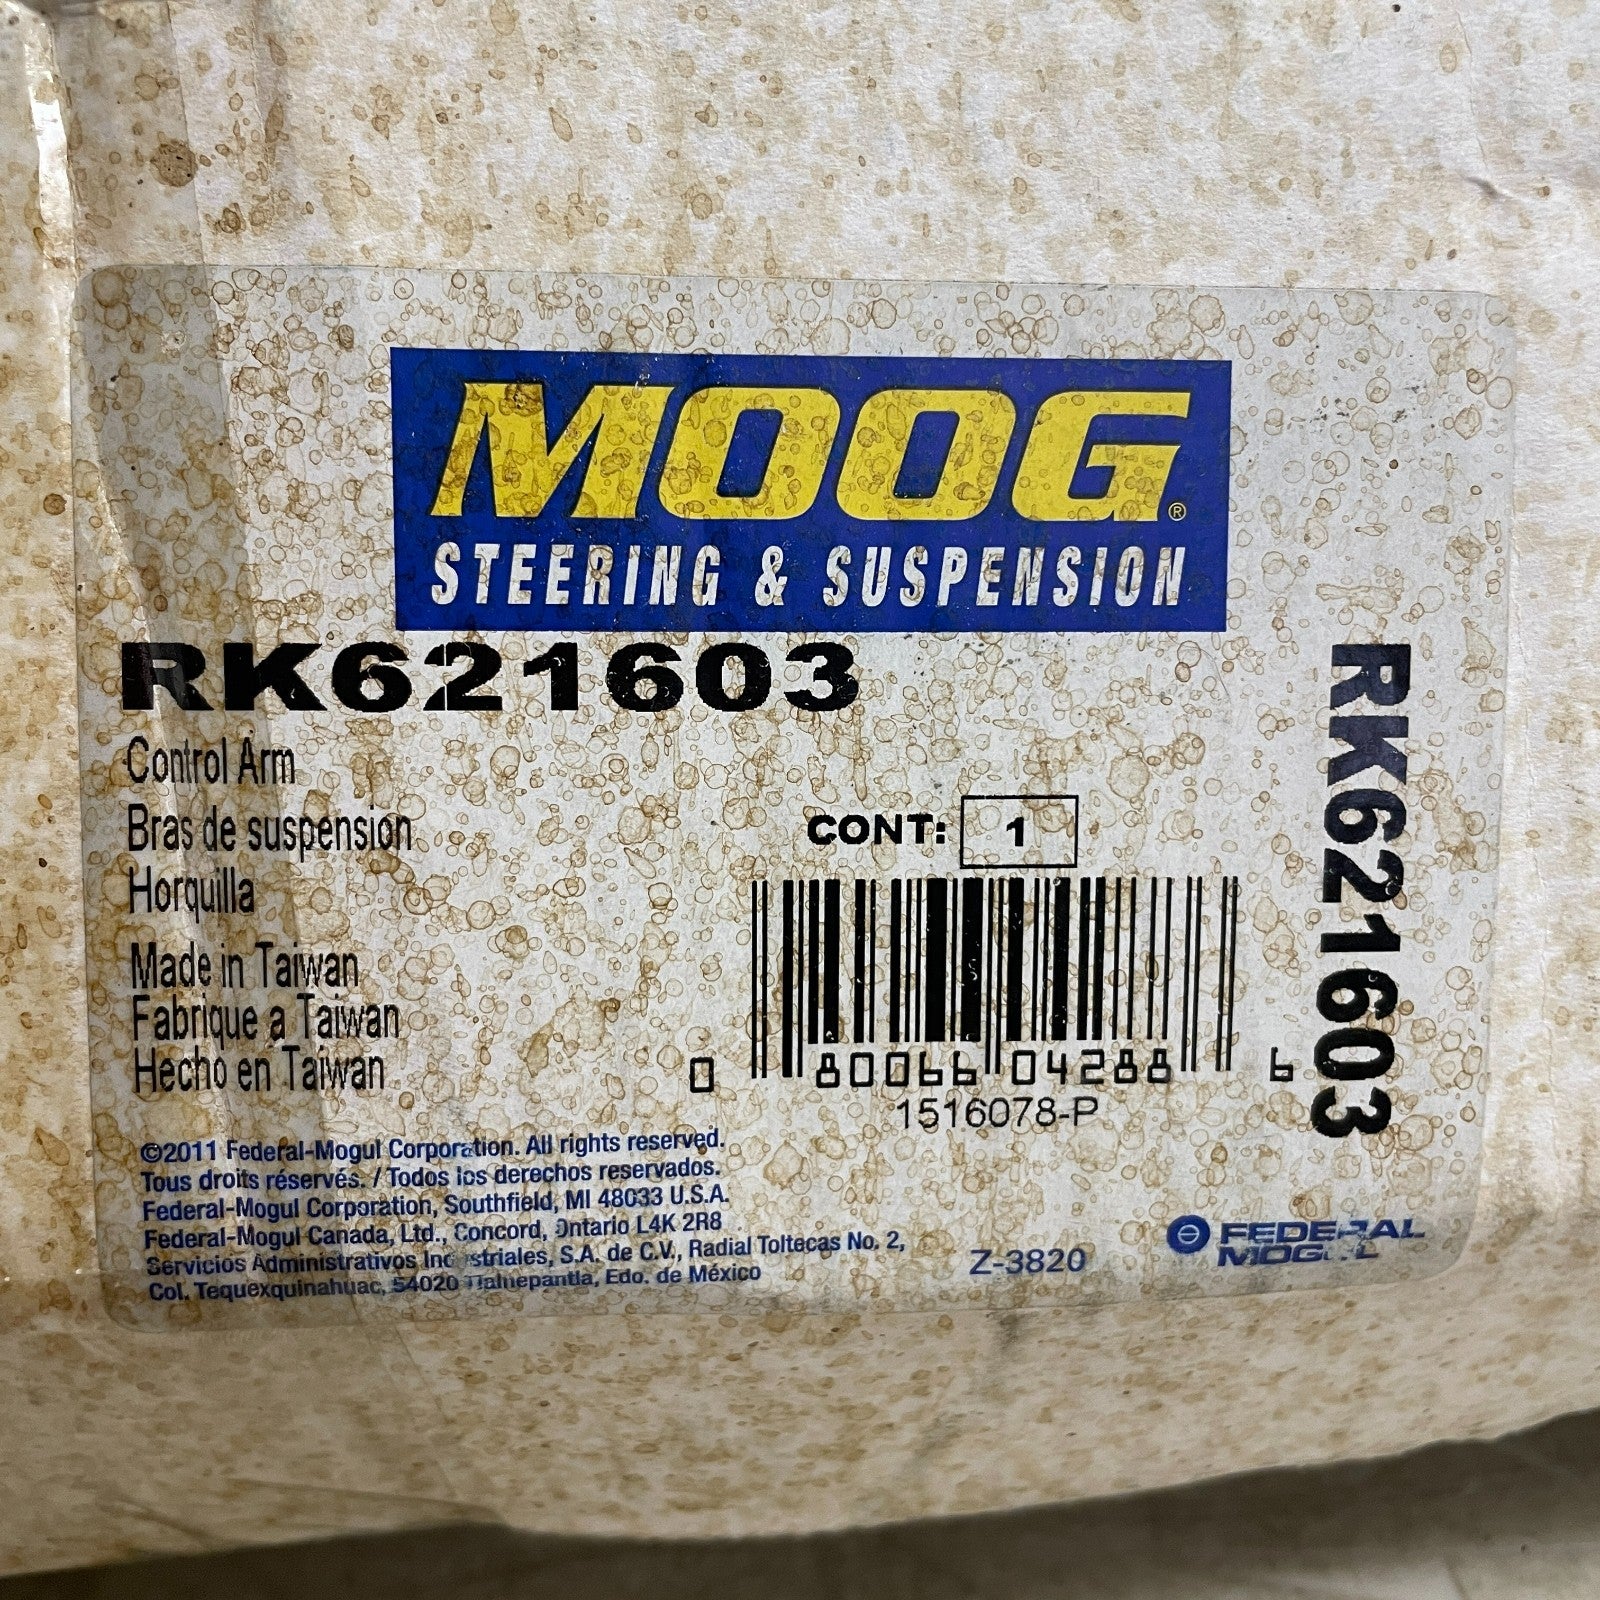 MOOG®
STEERING & SUSPENSION
RK621603
RK621603
Control Arm
Bras de suspension
Horquilla
CONT: 1
Made in Taiwan
Fabrique a Taiwan
Hecho en Taiwan
0 80066 04288 6
1516078-P
©2011 Federal-Mogul Corporation. All rights reserved.
Tous droits réservés. / Todos los derechos reservados.
Federal-Mogul Corporation, Southfield, MI 48033 U.S.A.
Federal-Mogul Canada, Ltd., Concord, Ontario L4K 2R8
Servicios Administrativos Industriales, S.A. de C.V., Radial Toltecas No. 2,
Col. Tequexquinahuac, 54020 Tlalnepantla, Edo. de México
Z-3820
FEDERAL
MOGUL